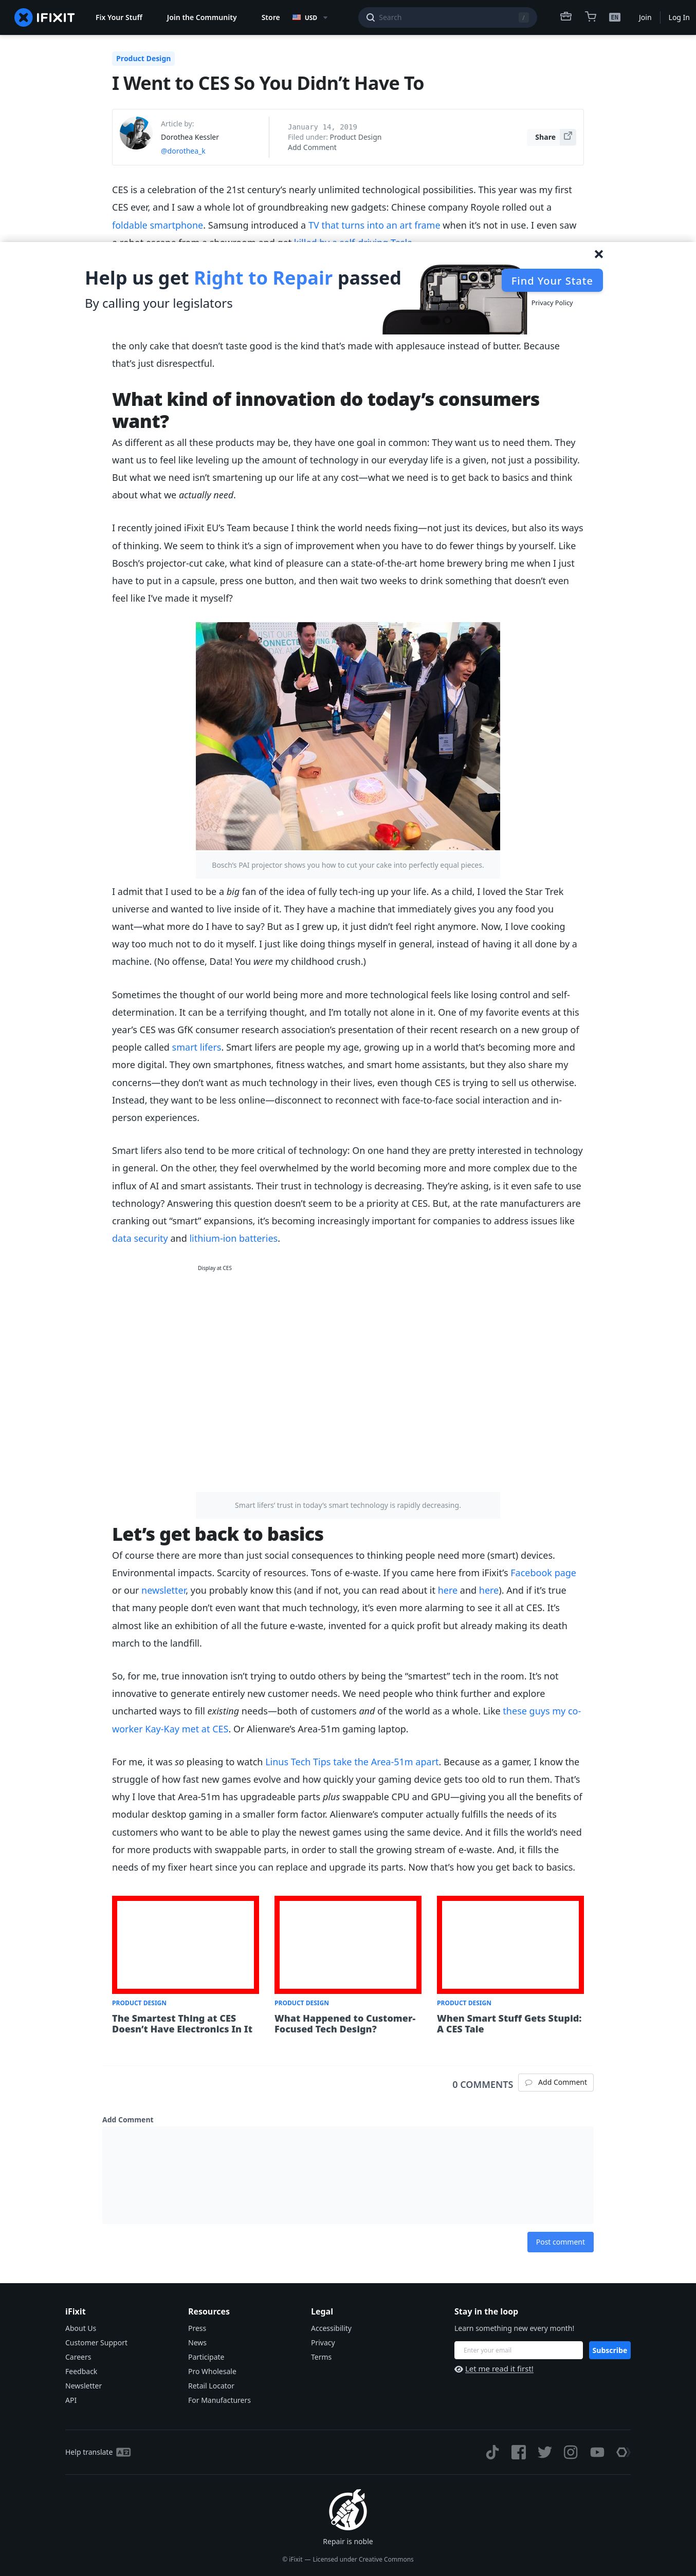 IFIXIT
Fix Your Stuff
Join the Community
Store
USD
Search
/
EN
Join
Log In
Product Design
I Went to CES So You Didn’t Have To
Article by:
Dorothea Kessler
@dorothea_k
January 14, 2019
Filed under: Product Design
Add Comment
Share
CES is a celebration of the 21st century’s nearly unlimited technological possibilities. This year was my first
CES ever, and I saw a whole lot of groundbreaking new gadgets: Chinese company Royole rolled out a
foldable smartphone. Samsung introduced a TV that turns into an art frame when it’s not in use. I even saw
a robot escape from a showroom and get killed by a self-driving Tesla.
Help us get Right to Repair passed
By calling your legislators
Find Your State
Privacy Policy
the only cake that doesn’t taste good is the kind that’s made with applesauce instead of butter. Because
that’s just disrespectful.
What kind of innovation do today’s consumers
want?
As different as all these products may be, they have one goal in common: They want us to need them. They
want us to feel like leveling up the amount of technology in our everyday life is a given, not just a possibility.
But what we need isn’t smartening up our life at any cost—what we need is to get back to basics and think
about what we actually need.
I recently joined iFixit EU’s Team because I think the world needs fixing—not just its devices, but also its ways
of thinking. We seem to think it’s a sign of improvement when you have to do fewer things by yourself. Like
Bosch’s projector-cut cake, what kind of pleasure can a state-of-the-art home brewery bring me when I just
have to put in a capsule, press one button, and then wait two weeks to drink something that doesn’t even
feel like I’ve made it myself?
Bosch’s PAI projector shows you how to cut your cake into perfectly equal pieces.
I admit that I used to be a big fan of the idea of fully tech-ing up your life. As a child, I loved the Star Trek
universe and wanted to live inside of it. They have a machine that immediately gives you any food you
want—what more do I have to say? But as I grew up, it just didn’t feel right anymore. Now, I love cooking
way too much not to do it myself. I just like doing things myself in general, instead of having it all done by a
machine. (No offense, Data! You were my childhood crush.)
Sometimes the thought of our world being more and more technological feels like losing control and self-
determination. It can be a terrifying thought, and I’m totally not alone in it. One of my favorite events at this
year’s CES was GfK consumer research association’s presentation of their recent research on a new group of
people called smart lifers. Smart lifers are people my age, growing up in a world that’s becoming more and
more digital. They own smartphones, fitness watches, and smart home assistants, but they also share my
concerns—they don’t want as much technology in their lives, even though CES is trying to sell us otherwise.
Instead, they want to be less online—disconnect to reconnect with face-to-face social interaction and in-
person experiences.
Smart lifers also tend to be more critical of technology: On one hand they are pretty interested in technology
in general. On the other, they feel overwhelmed by the world becoming more and more complex due to the
influx of AI and smart assistants. Their trust in technology is decreasing. They’re asking, is it even safe to use
technology? Answering this question doesn’t seem to be a priority at CES. But, at the rate manufacturers are
cranking out “smart” expansions, it’s becoming increasingly important for companies to address issues like
data security and lithium-ion batteries.
Display at CES
Smart lifers’ trust in today’s smart technology is rapidly decreasing.
Let’s get back to basics
Of course there are more than just social consequences to thinking people need more (smart) devices.
Environmental impacts. Scarcity of resources. Tons of e-waste. If you came here from iFixit’s Facebook page
or our newsletter, you probably know this (and if not, you can read about it here and here). And if it’s true
that many people don’t even want that much technology, it’s even more alarming to see it all at CES. It’s
almost like an exhibition of all the future e-waste, invented for a quick profit but already making its death
march to the landfill.
So, for me, true innovation isn’t trying to outdo others by being the “smartest” tech in the room. It’s not
innovative to generate entirely new customer needs. We need people who think further and explore
uncharted ways to fill existing needs—both of customers and of the world as a whole. Like these guys my co-
worker Kay-Kay met at CES. Or Alienware’s Area-51m gaming laptop.
For me, it was so pleasing to watch Linus Tech Tips take the Area-51m apart. Because as a gamer, I know the
struggle of how fast new games evolve and how quickly your gaming device gets too old to run them. That’s
why I love that Area-51m has upgradeable parts plus swappable CPU and GPU—giving you all the benefits of
modular desktop gaming in a smaller form factor. Alienware’s computer actually fulfills the needs of its
customers who want to be able to play the newest games using the same device. And it fills the world’s need
for more products with swappable parts, in order to stall the growing stream of e-waste. And, it fills the
needs of my fixer heart since you can replace and upgrade its parts. Now that’s how you get back to basics.
PRODUCT DESIGN
The Smartest Thing at CES
Doesn’t Have Electronics In It
PRODUCT DESIGN
What Happened to Customer-
Focused Tech Design?
PRODUCT DESIGN
When Smart Stuff Gets Stupid:
A CES Tale
0 COMMENTS
Add Comment
Add Comment
Post comment
iFixit
About Us
Customer Support
Careers
Feedback
Newsletter
API
Resources
Press
News
Participate
Pro Wholesale
Retail Locator
For Manufacturers
Legal
Accessibility
Privacy
Terms
Stay in the loop
Learn something new every month!
Enter your email
Subscribe
Let me read it first!
Help translate
Repair is noble
© iFixit — Licensed under Creative Commons